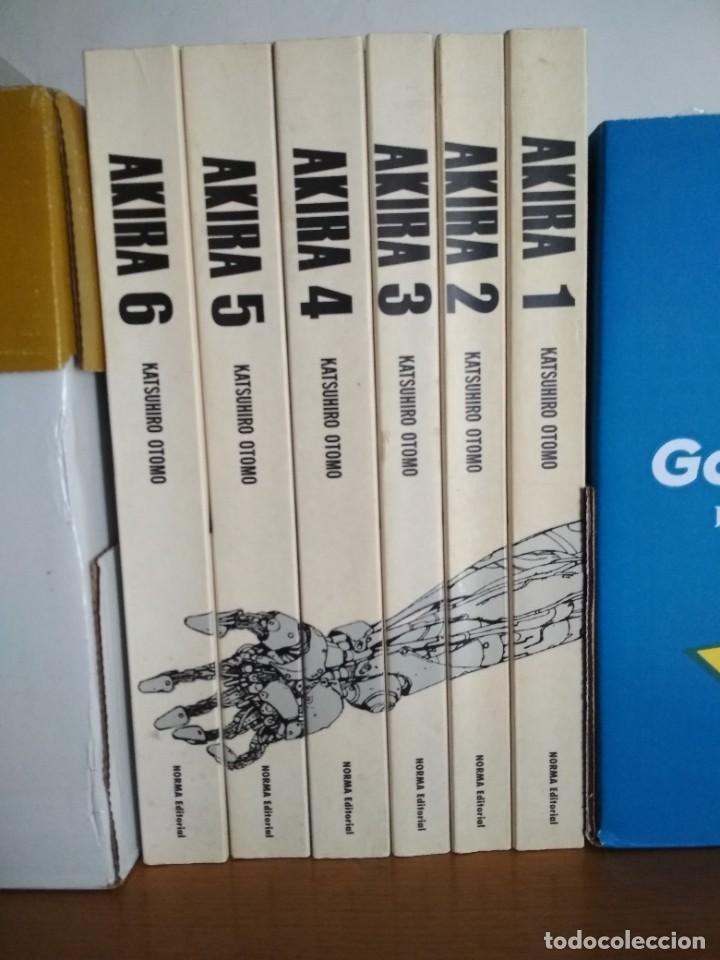 AKIRA 6
KATSUHIRO OTOMO
NORMA Editorial
AKIRA 5
KATSUHIRO OTOMO
NORMA Editorial
AKIRA 4
KATSUHIRO OTOMO
NORMA Editorial
AKIRA 3
KATSUHIRO OTOMO
NORMA Editorial
AKIRA 2
KATSUHIRO OTOMO
NORMA Editorial
AKIRA 1
KATSUHIRO OTOMO
NORMA Editorial
Go
todocoleccion